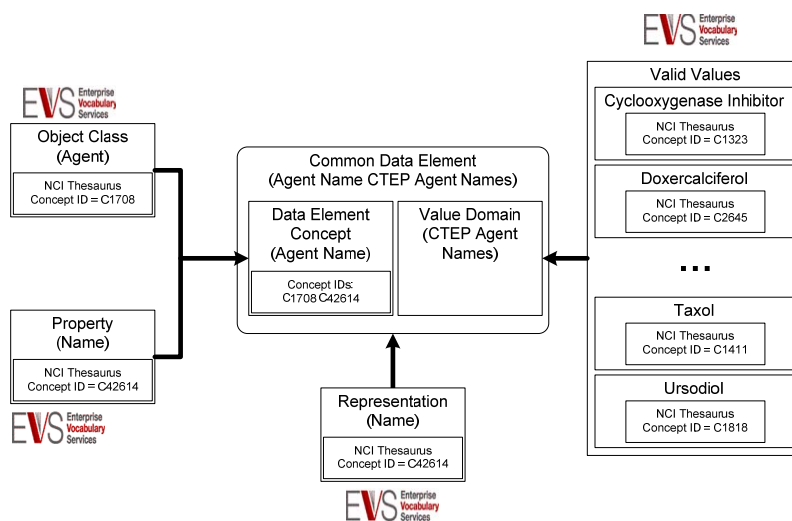 EVS Enterprise
Vocabulary
Services
Object Class
(Agent)
NCI Thesaurus
Concept ID = C1708
Property
(Name)
NCI Thesaurus
Concept ID = C42614
EVS Enterprise
Vocabulary
Services
Common Data Element
(Agent Name CTEP Agent Names)
Data Element
Concept
(Agent Name)
Concept IDs:
C1708 C42614
Value Domain
(CTEP Agent
Names)
Representation
(Name)
NCI Thesaurus
Concept ID = C42614
EVS Enterprise
Vocabulary
Services
EVS Enterprise
Vocabulary
Services
Valid Values
Cyclooxygenase Inhibitor
NCI Thesaurus
Concept ID = C1323
Doxercalciferol
NCI Thesaurus
Concept ID = C2645
...
Taxol
NCI Thesaurus
Concept ID = C1411
Ursodiol
NCI Thesaurus
Concept ID = C1818